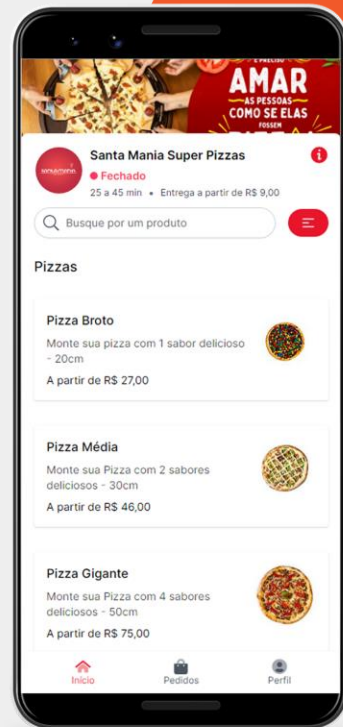 É PRECISO
AMAR
AS PESSOAS
COMO SE ELAS
FOSSEM
Santa Mania Super Pizzas
Fechado
25 a 45 min • Entrega a partir de R$ 9,00
Busque por um produto
Pizzas
Pizza Broto
Monte sua pizza com 1 sabor delicioso
- 20cm
A partir de R$ 27,00
Pizza Média
Monte sua Pizza com 2 sabores
deliciosos - 30cm
A partir de R$ 46,00
Pizza Gigante
Monte sua Pizza com 4 sabores
deliciosos - 50cm
A partir de R$ 75,00
Início
Pedidos
Perfil